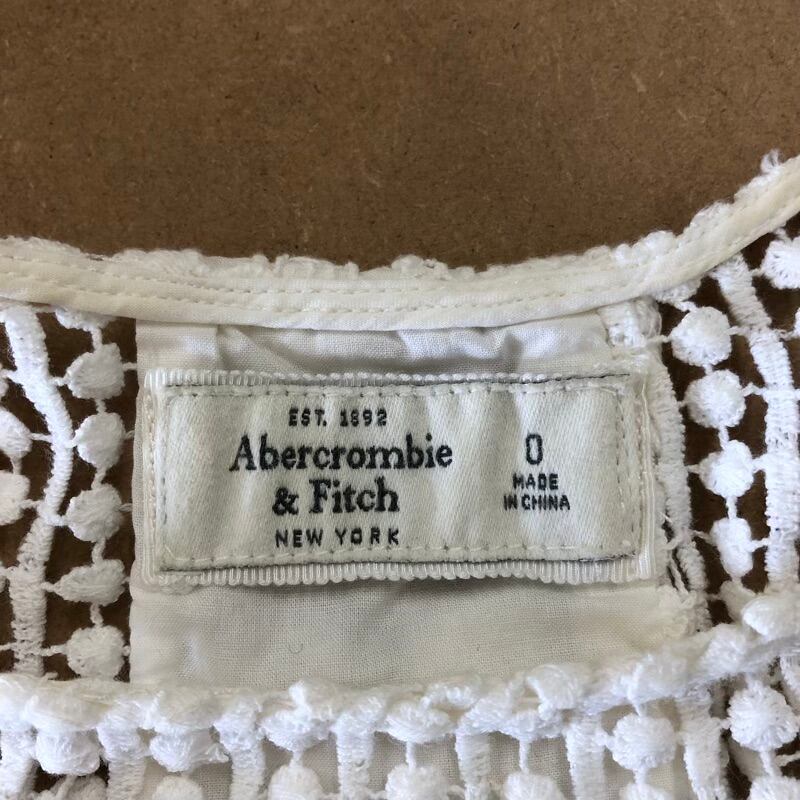 EST. 1892
Abercrombie
& Fitch
NEW YORK
0
MADE
IN CHINA